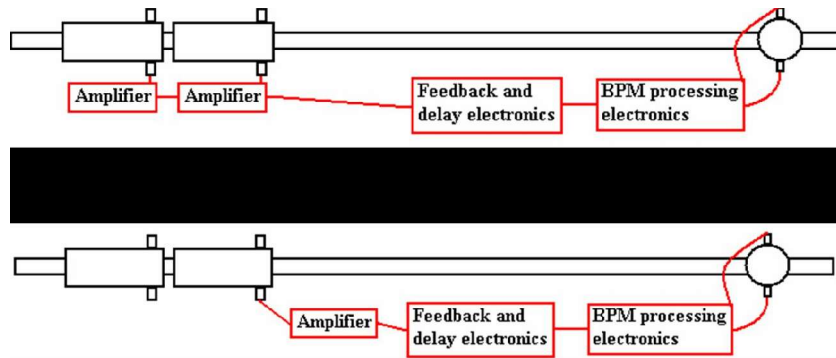 Amplifier
Amplifier
Feedback and
delay electronics
BPM processing
electronics
Amplifier
Feedback and
delay electronics
BPM processing
electronics